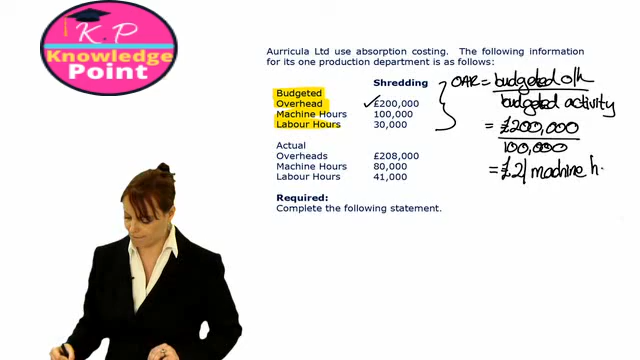 K.P
Knowledge
Point
Aurricula Ltd use absorption costing. The following information
for its one production department is as follows:
Shredding
Budgeted
Overhead £200,000
Machine Hours 100,000
Labour Hours 30,000
Actual
Overheads £208,000
Machine Hours 80,000
Labour Hours 41,000
Required:
Complete the following statement.
OAR = budgeted o/h
budgeted activity
= £200,000
100,000
= £2/machine h